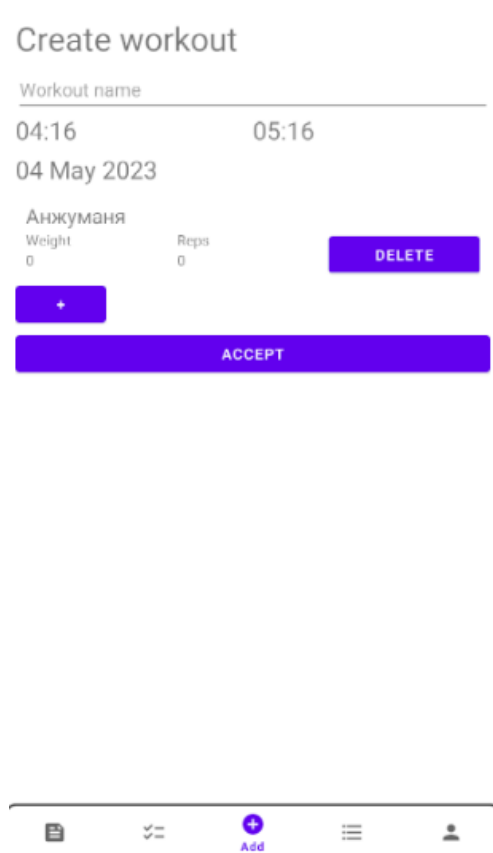 Create workout
Workout name
04:16 05:16
04 May 2023
Анжуманя
Weight Reps
0 0 DELETE
+
ACCEPT
Add